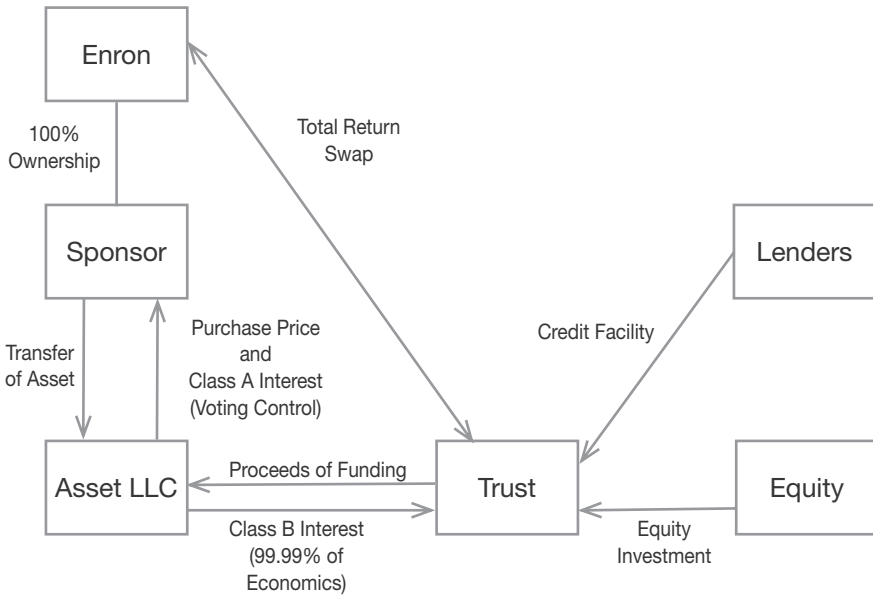 Enron
100%
Ownership
Total Return
Swap
Sponsor
Lenders
Transfer
of Asset
Purchase Price
and
Class A Interest
(Voting Control)
Credit Facility
Asset LLC
Proceeds of Funding
Class B Interest
(99.99% of
Economics)
Trust
Equity
Investment
Equity